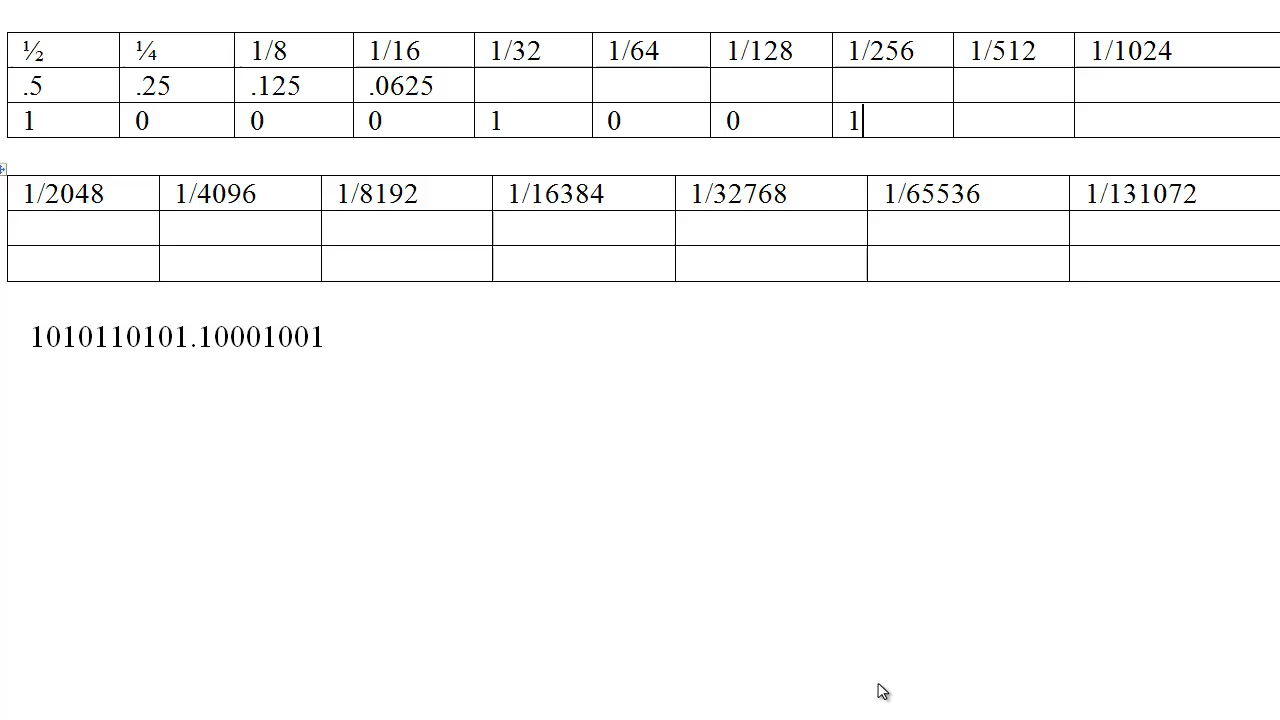 ½ ¼ 1/8 1/16 1/32 1/64 1/128 1/256 1/512 1/1024
.5 .25 .125 .0625
1 0 0 0 1 0 0 1
1/2048 1/4096 1/8192 1/16384 1/32768 1/65536 1/131072
1010110101.10001001